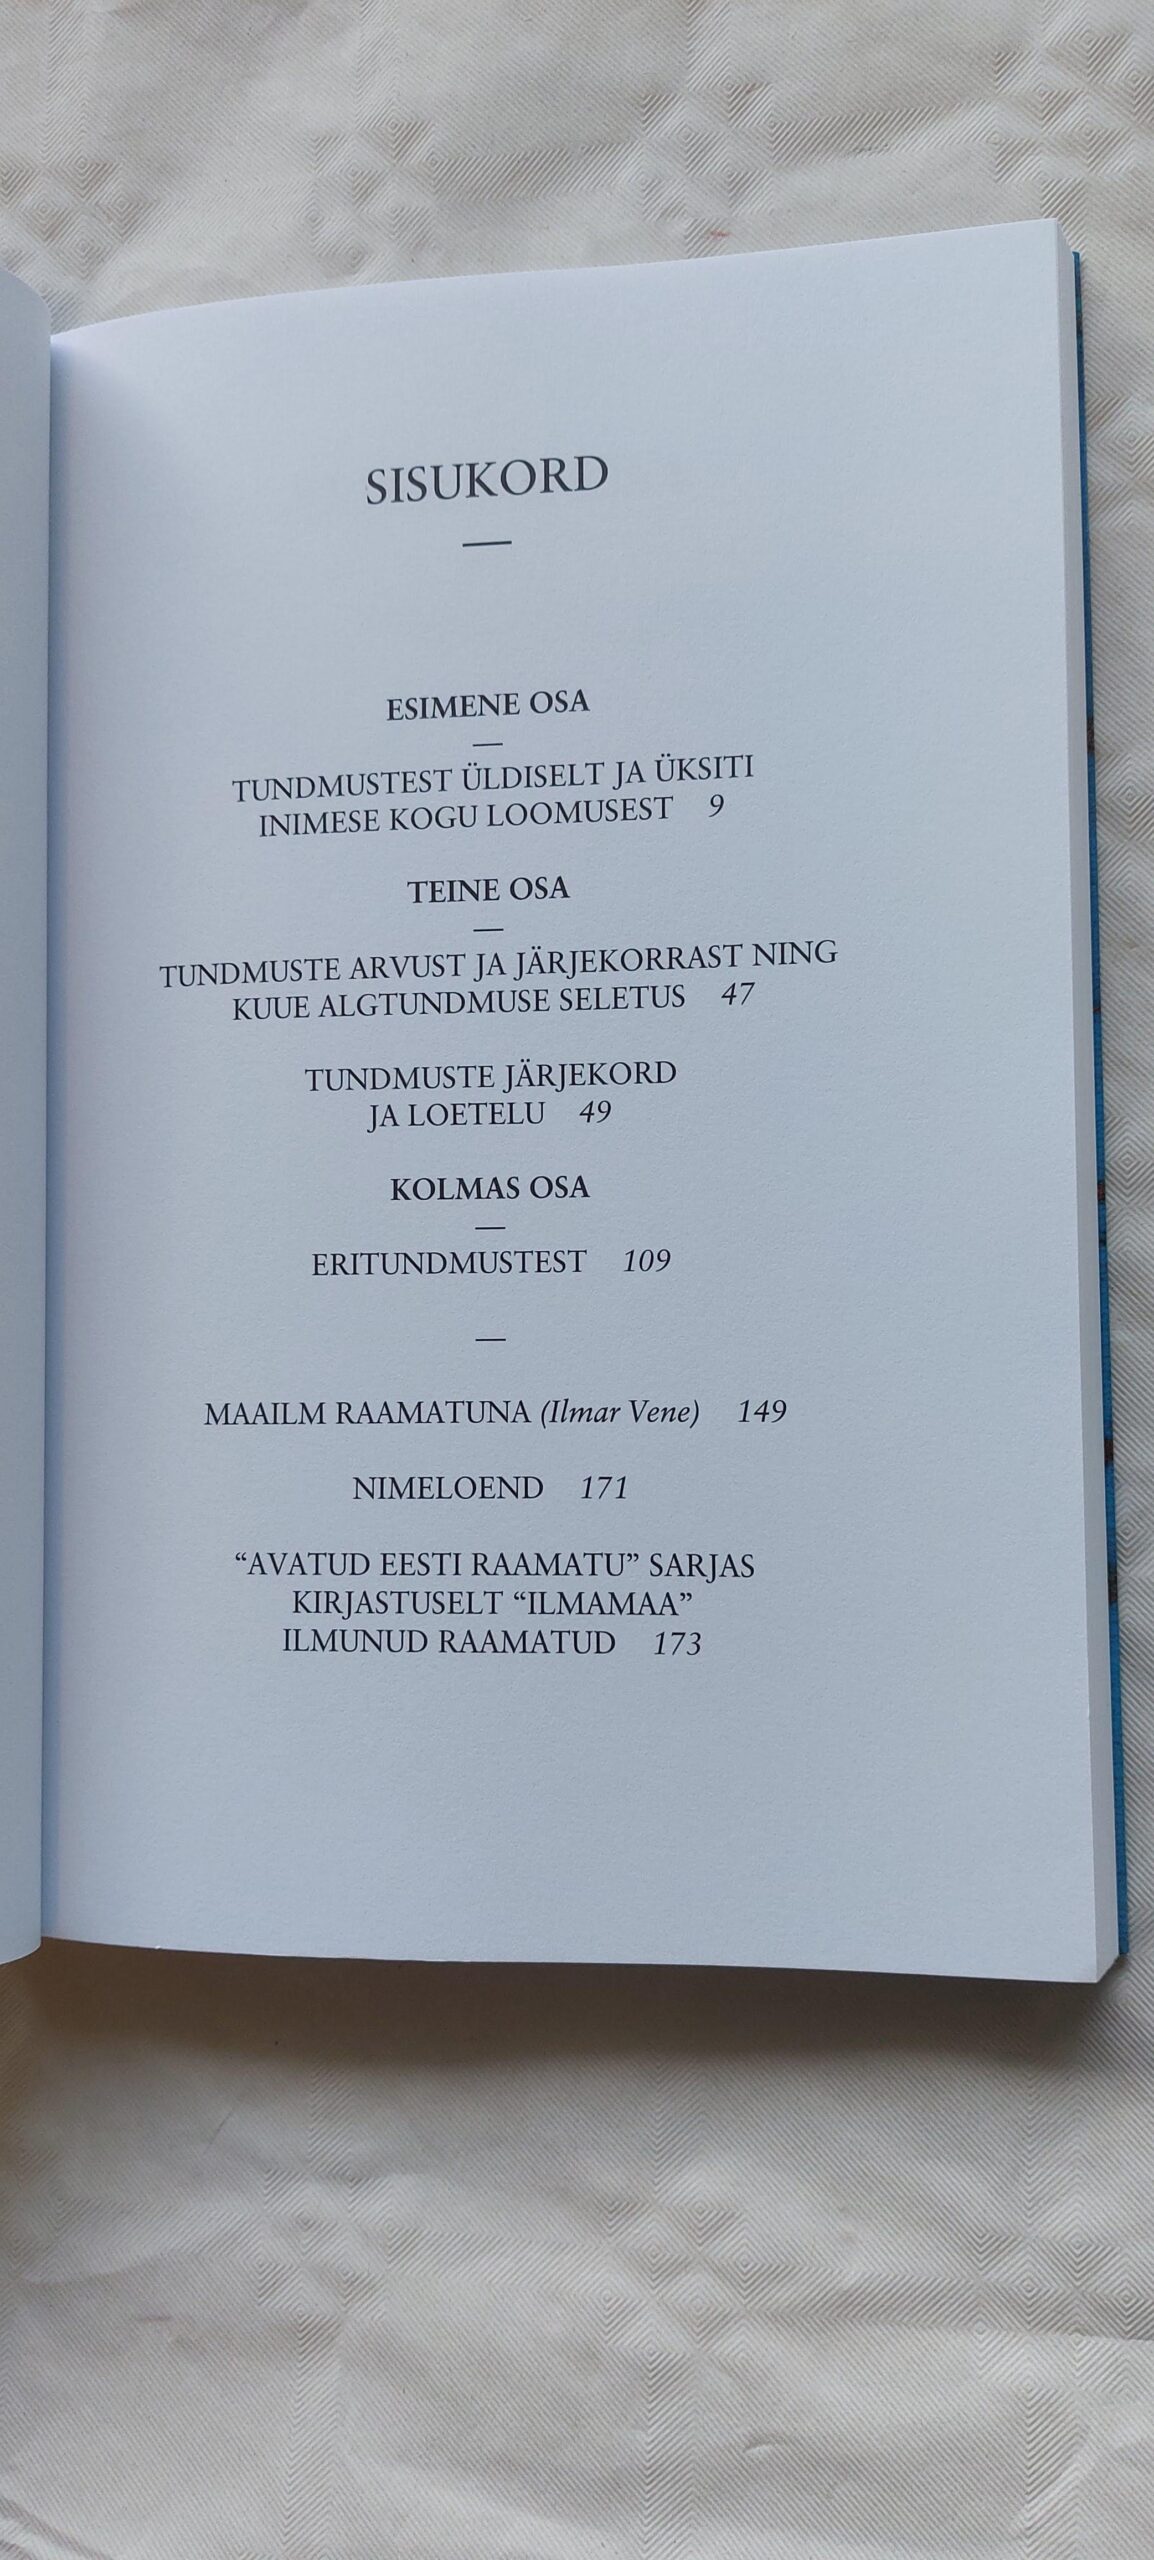 SISUKORD
ESIMENE OSA
TUNDMUSTEST ÜLDISELT JA ÜKSITI
INIMESE KOGU LOOMUSEST 9
TEINE OSA
TUNDMUSTE ARVUST JA JÄRJEKORRAST NING
KUUE ALGTUNDMUSE SELETUS 47
TUNDMUSTE JÄRJEKORD
JA LOETELU 49
KOLMAS OSA
ERITUNDMUSTEST 109
MAAILM RAAMATUNA (Ilmar Vene) 149
NIMELOEND 171
“AVATUD EESTI RAAMATU” SARJAS
KIRJASTUSELT “ILMAMAA”
ILMUNUD RAAMATUD 173